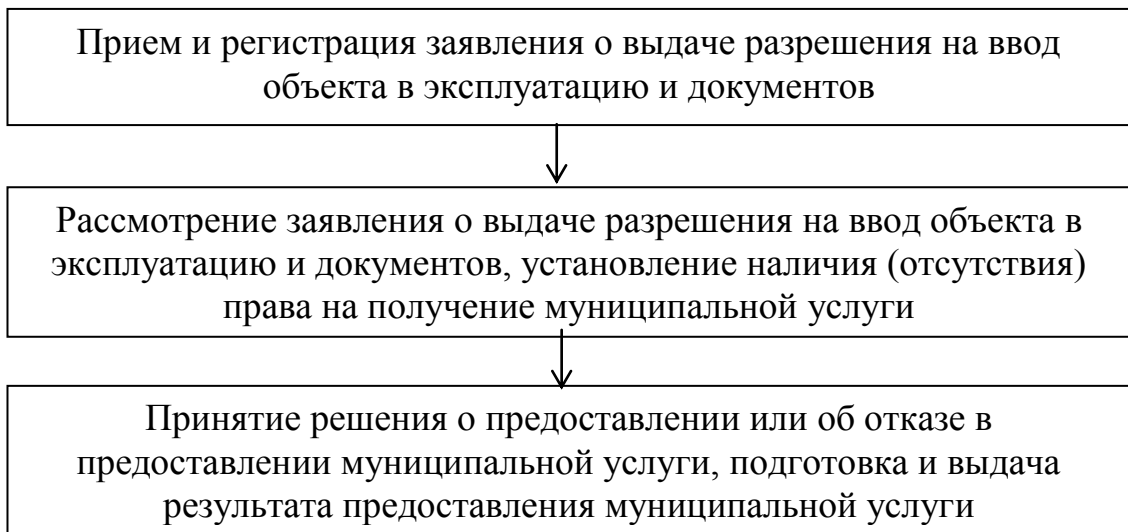 Прием и регистрация заявления о выдаче разрешения на ввод
объекта в эксплуатацию и документов
Рассмотрение заявления о выдаче разрешения на ввод объекта в
эксплуатацию и документов, установление наличия (отсутствия)
права на получение муниципальной услуги
Принятие решения о предоставлении или об отказе в
предоставлении муниципальной услуги, подготовка и выдача
результата предоставления муниципальной услуги